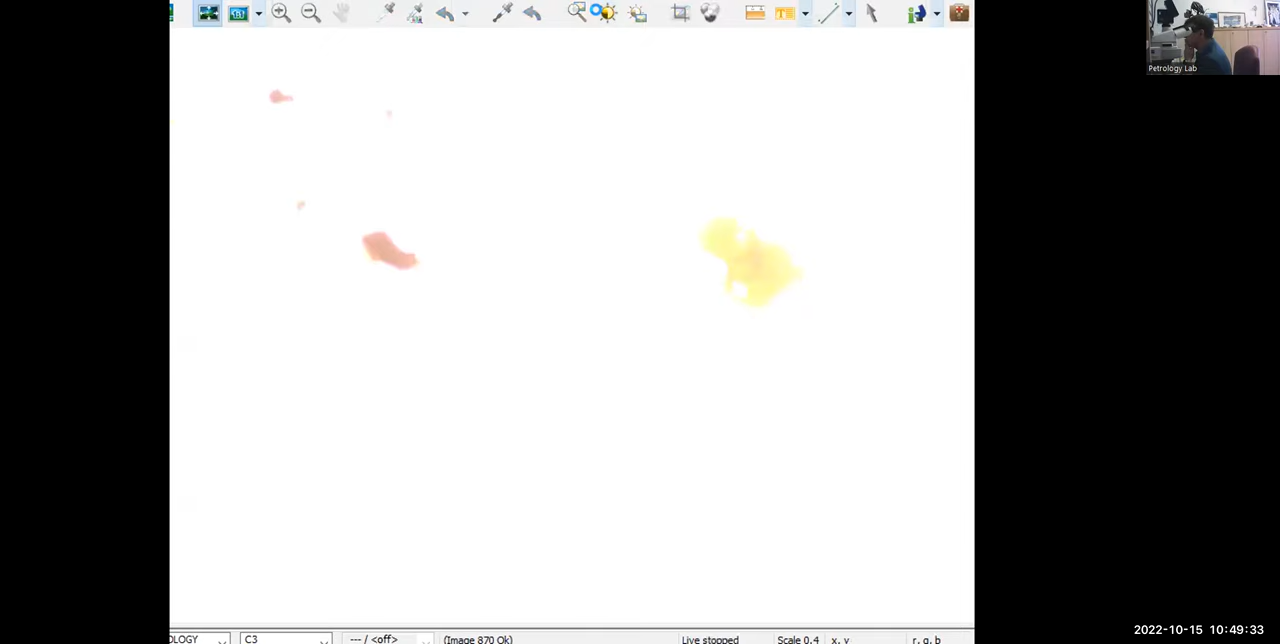 Petrology Lab
OLOGY
C3
--- / <off>
(Image 870 Ok)
Live stopped
Scale 0.4
x, y
r, g, b
2022-10-15 10:49:33